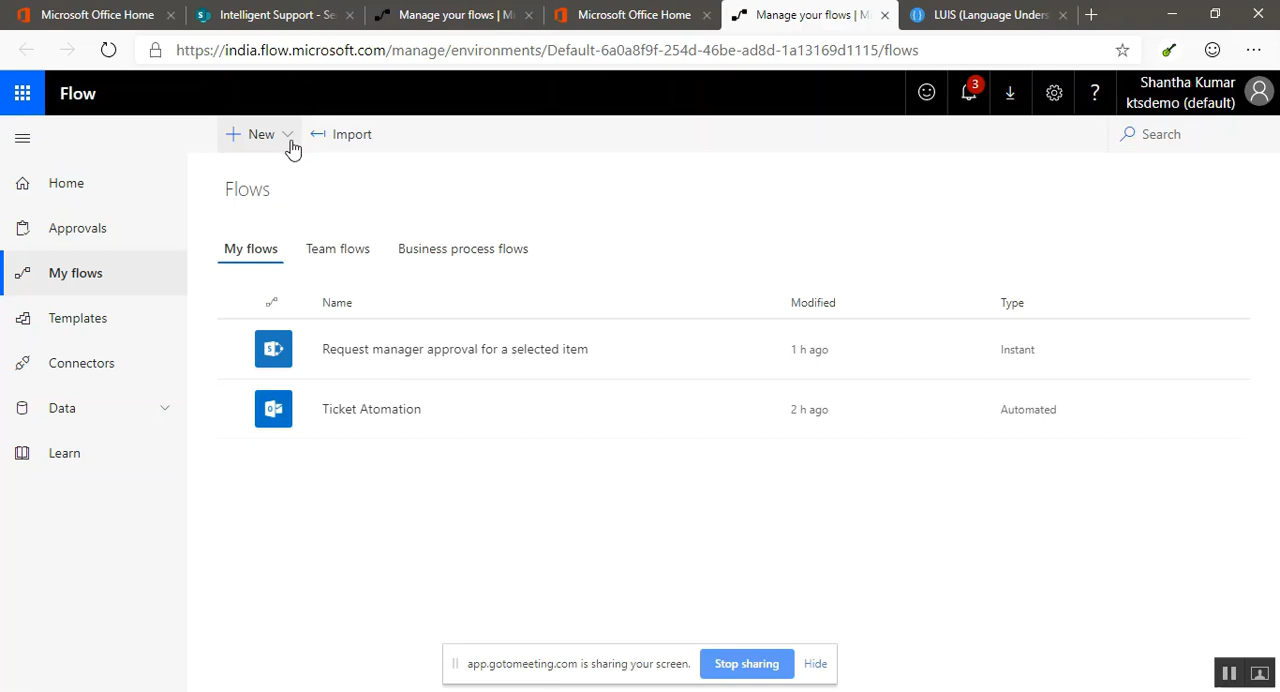 Microsoft Office Home
Intelligent Support - Se
Manage your flows | M
Microsoft Office Home
Manage your flows | M
LUIS (Language Unders
https://india.flow.microsoft.com/manage/environments/Default-6a0a8f9f-254d-46be-ad8d-1a13169d1115/flows
Flow
3
?
Shantha Kumar
ktsdemo (default)
New
Import
Search
Home
Approvals
My flows
Templates
Connectors
Data
Learn
Flows
My flows
Team flows
Business process flows
Name
Modified
Type
Request manager approval for a selected item
1 h ago
Instant
Ticket Atomation
2 h ago
Automated
app.gotomeeting.com is sharing your screen.
Stop sharing
Hide